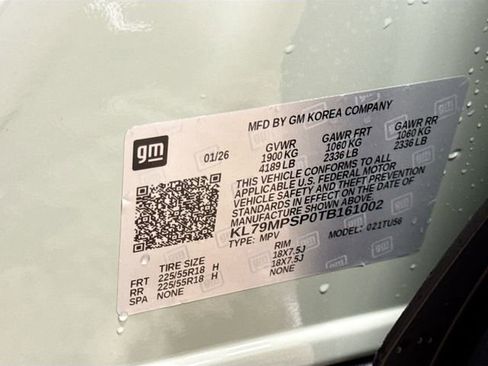 gm
MFD BY GM KOREA COMPANY
01/26 GVWR GAWR FRT GAWR RR
1900 KG 1060 KG 1060 KG
4189 LB 2336 LB 2336 LB
THIS VEHICLE CONFORMS TO ALL
APPLICABLE U.S. FEDERAL MOTOR
VEHICLE SAFETY AND THEFT PREVENTION
STANDARDS IN EFFECT ON THE DATE OF
MANUFACTURE SHOWN ABOVE.
KL79MPSP0TB161002
TYPE: MPV MODEL: 021TU56
TIRE SIZE RIM
FRT 225/55R18 H 18X7.5J
RR 225/55R18 H 18X7.5J
SPA NONE NONE